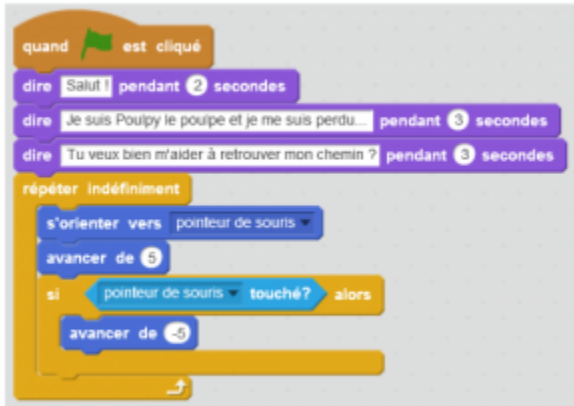 quand est cliqué
dire Salut ! pendant 2 secondes
dire Je suis Poulpy le poulpe et je me suis perdu... pendant 3 secondes
dire Tu veux bien m'aider à retrouver mon chemin ? pendant 3 secondes
répéter indéfiniment
s'orienter vers pointeur de souris
avancer de 5
si pointeur de souris touché? alors
avancer de -5